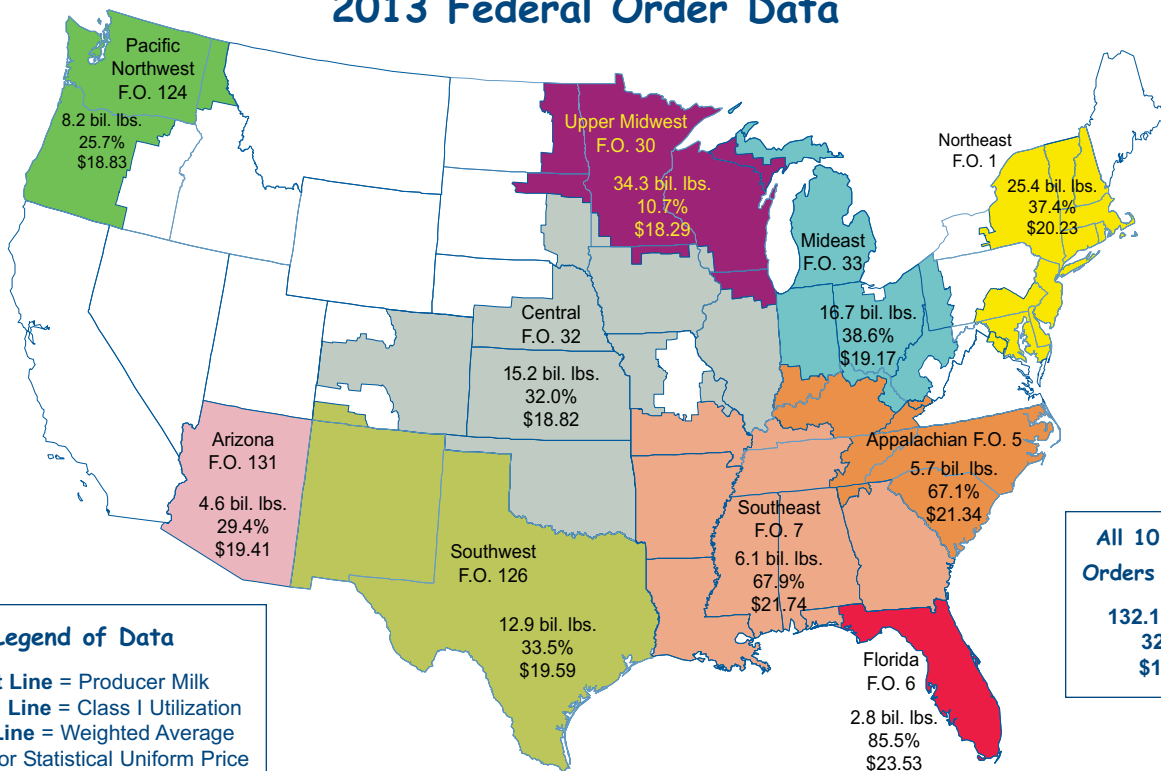 2013 Federal Order Data
Pacific
Northwest
F.O. 124
8.2 bil. lbs.
25.7%
$18.83
Upper Midwest
F.O. 30
34.3 bil. lbs.
10.7%
$18.29
Northeast
F.O. 1
25.4 bil. lbs.
37.4%
$20.23
Mideast
F.O. 33
16.7 bil. lbs.
38.6%
$19.17
Central
F.O. 32
15.2 bil. lbs.
32.0%
$18.82
Arizona
F.O. 131
4.6 bil. lbs.
29.4%
$19.41
Appalachian F.O. 5
5.7 bil. lbs.
67.1%
$21.34
Southeast
F.O. 7
6.1 bil. lbs.
67.9%
$21.74
Southwest
F.O. 126
12.9 bil. lbs.
33.5%
$19.59
Florida
F.O. 6
2.8 bil. lbs.
85.5%
$23.53
All 10
Orders
132.1
32
$1
Legend of Data
t Line = Producer Milk
Line = Class I Utilization
Line = Weighted Average
or Statistical Uniform Price